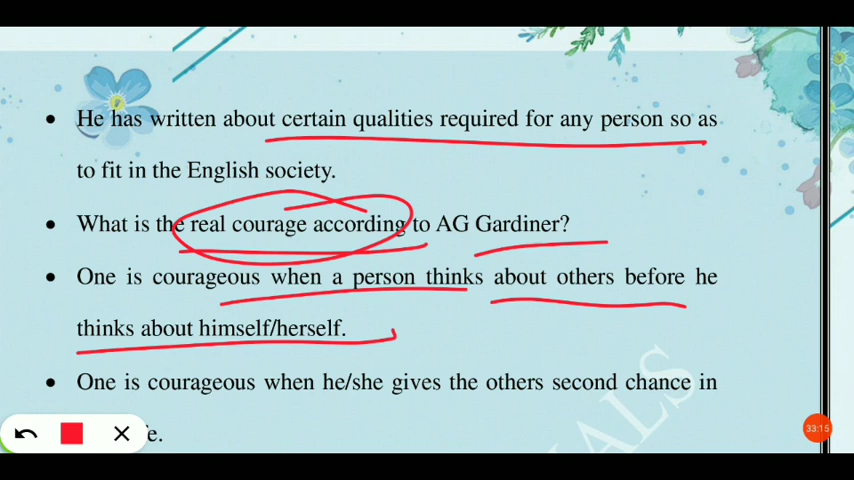 He has written about certain qualities required for any person so as
to fit in the English society.
What is the real courage according to AG Gardiner?
One is courageous when a person thinks about others before he
thinks about himself/herself.
One is courageous when he/she gives the others second chance in
e.
33:15